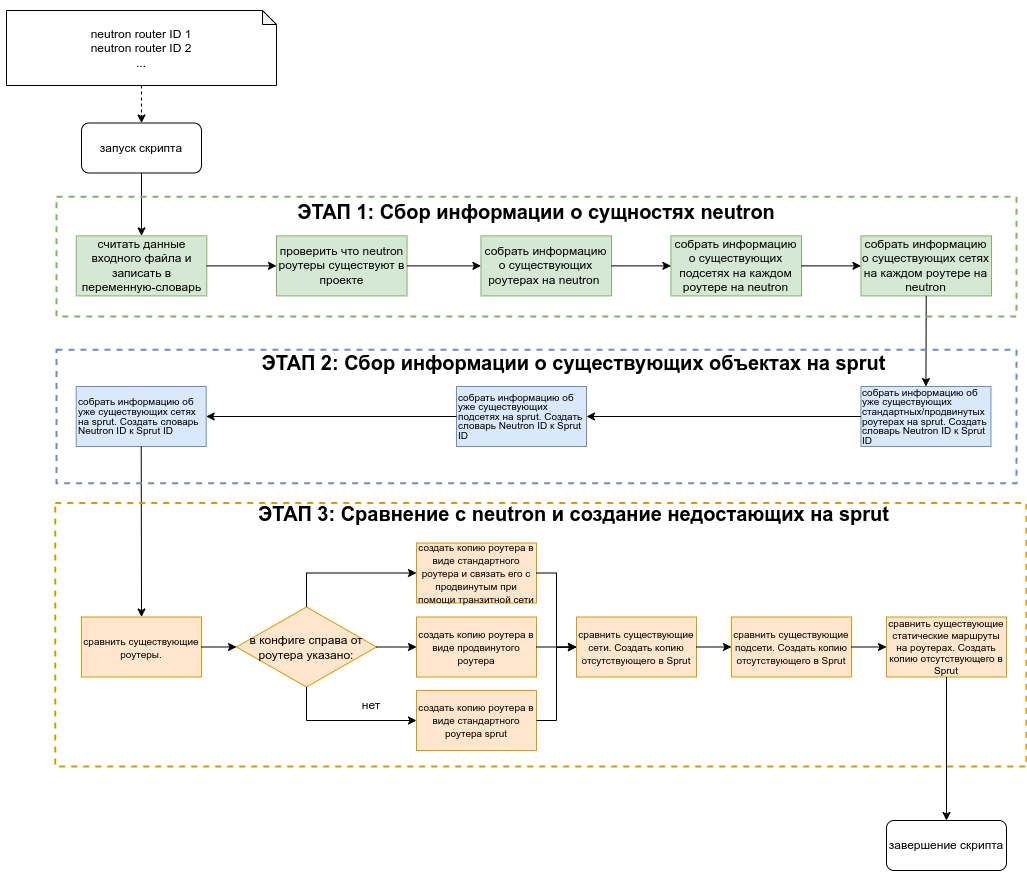 neutron router ID 1
neutron router ID 2
...
запуск скрипта
ЭТАП 1: Сбор информации о сущностях neutron
считать данные
входного файла и
записать в
переменную-словарь
проверить что neutron
роутеры существуют в
проекте
собрать информацию
о существующих
роутерах на neutron
собрать информацию
о существующих
подсетях на каждом
роутере на neutron
собрать информацию
о существующих сетях
на каждом роутере на
neutron
ЭТАП 2: Сбор информации о существующих объектах на sprut
собрать информацию об
уже существующих сетях
на sprut. Создать словарь
Neutron ID к Sprut ID
собрать информацию об
уже существующих
подсетях на sprut. Создать
словарь Neutron ID к Sprut
ID
собрать информацию об
уже существующих
стандартных/продвинутых
роутерах на sprut. Создать
словарь Neutron ID к Sprut
ID
ЭТАП 3: Сравнение с neutron и создание недостающих на sprut
сравнить существующие
роутеры.
в конфиге справа от
роутера указано:
нет
создать копию роутера в
виде стандартного
роутера и связать его с
продвинутым при
помощи транзитной сети
создать копию роутера в
виде продвинутого
роутера
создать копию роутера в
виде стандартного
роутера sprut
сравнить существующие
сети. Создать копию
отсутствующего в Sprut
сравнить существующие
подсети. Создать копию
отсутствующего в Sprut
сравнить существующие
статические маршруты
на роутерах. Создать
копию отсутствующего в
Sprut
завершение скрипта